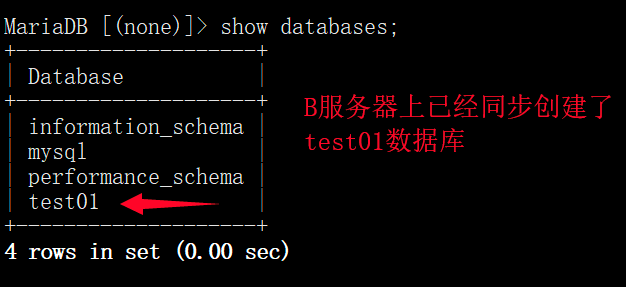 MariaDB [(none)]> show databases;
+--------------------+
| Database           |
+--------------------+
| information_schema |
| mysql              |
| performance_schema |
| test01             |
+--------------------+
4 rows in set (0.00 sec)
B服务器上已经同步创建了
test01数据库